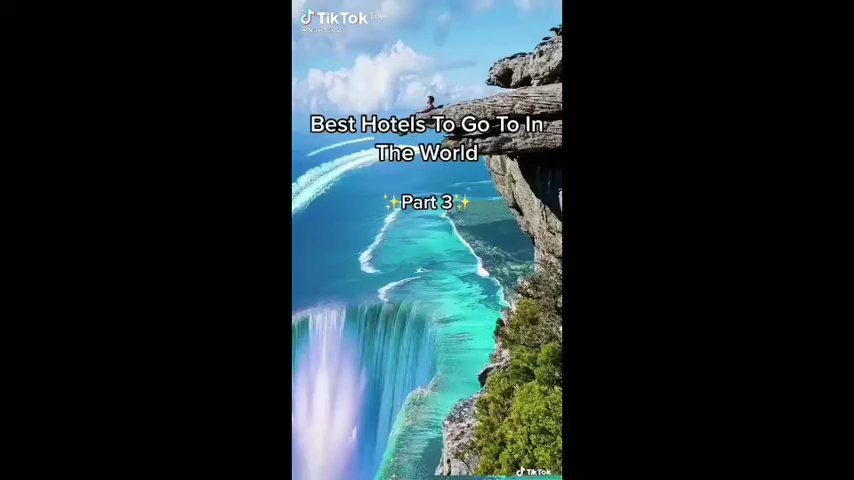 TikTok
Best Hotels To Go To In
The World
✨Part 3✨
TikTok